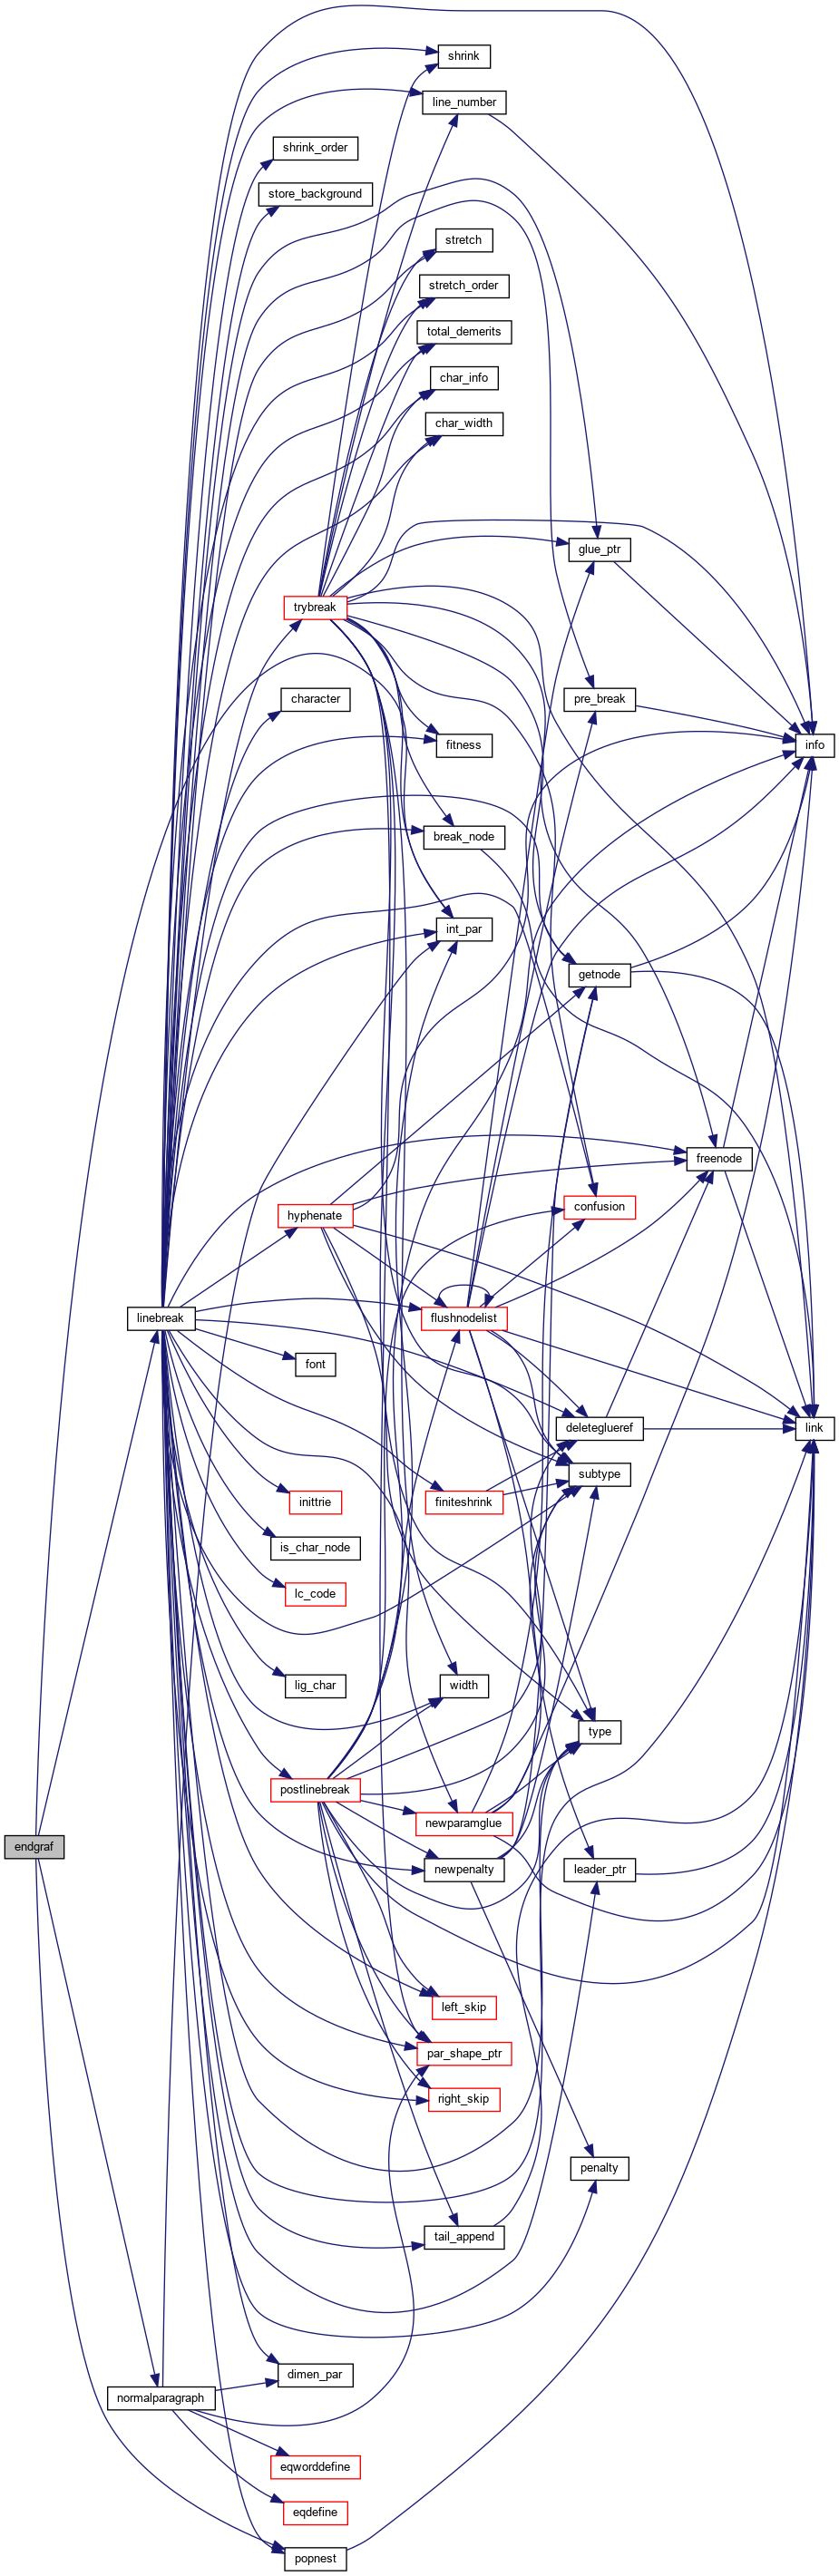 shrink
line_number
shrink_order
store_background
stretch
stretch_order
total_demerits
char_info
char_width
glue_ptr
trybreak
character
pre_break
fitness
info
break_node
int_par
getnode
freenode
confusion
hyphenate
linebreak
flushnodelist
font
deleteglueref
link
subtype
inittrie
finiteshrink
is_char_node
lc_code
lig_char
width
type
postlinebreak
newparamglue
endgraf
newpenalty
leader_ptr
left_skip
par_shape_ptr
right_skip
penalty
tail_append
dimen_par
normalparagraph
eqworddefine
eqdefine
popnest